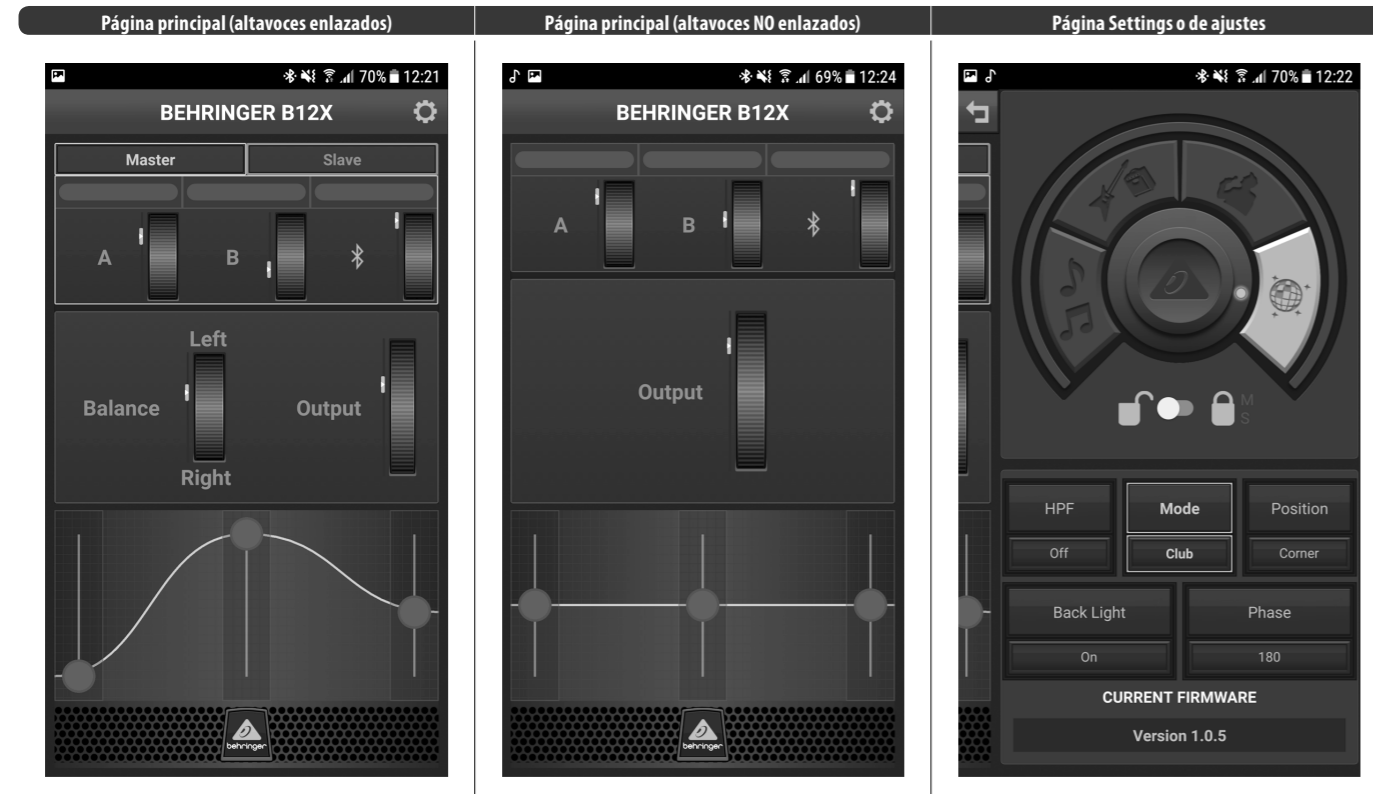 Página principal (altavoces enlazados)
Página principal (altavoces NO enlazados)
Página Settings o de ajustes
70% 12:21
BEHRINGER B12X
Master
Slave
A
B
Left
Balance
Output
Right
behringer
69% 12:24
BEHRINGER B12X
A
B
Output
behringer
70% 12:22
M
S
HPF
Mode
Position
Off
Club
Corner
Back Light
Phase
On
180
CURRENT FIRMWARE
Version 1.0.5